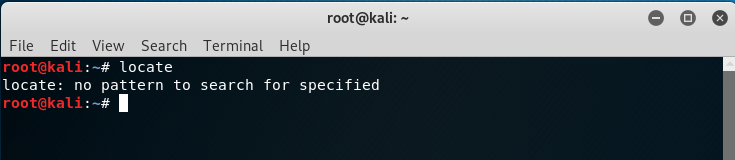 root@kali: ~
File Edit View Search Terminal Help
root@kali:~# locate
locate: no pattern to search for specified
root@kali:~#